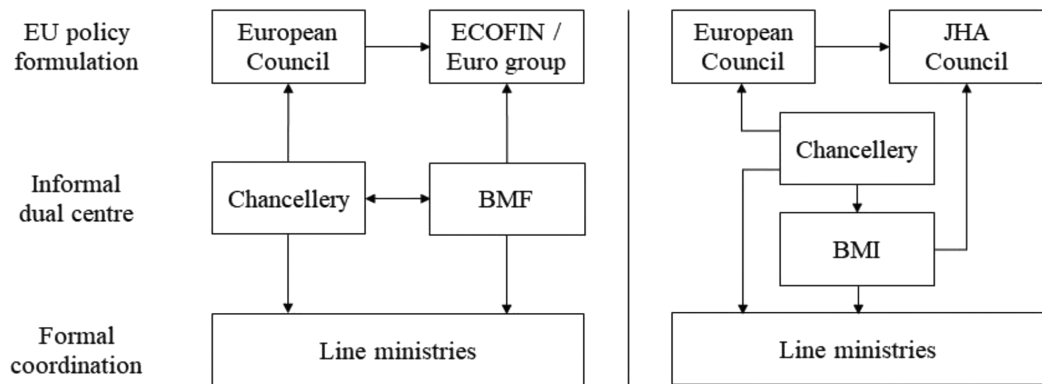 EU policy
formulation
European
Council
ECOFIN /
Euro group
European
Council
JHA
Council
Informal
dual centre
Chancellery
BMF
Chancellery
BMI
Formal
coordination
Line ministries
Line ministries